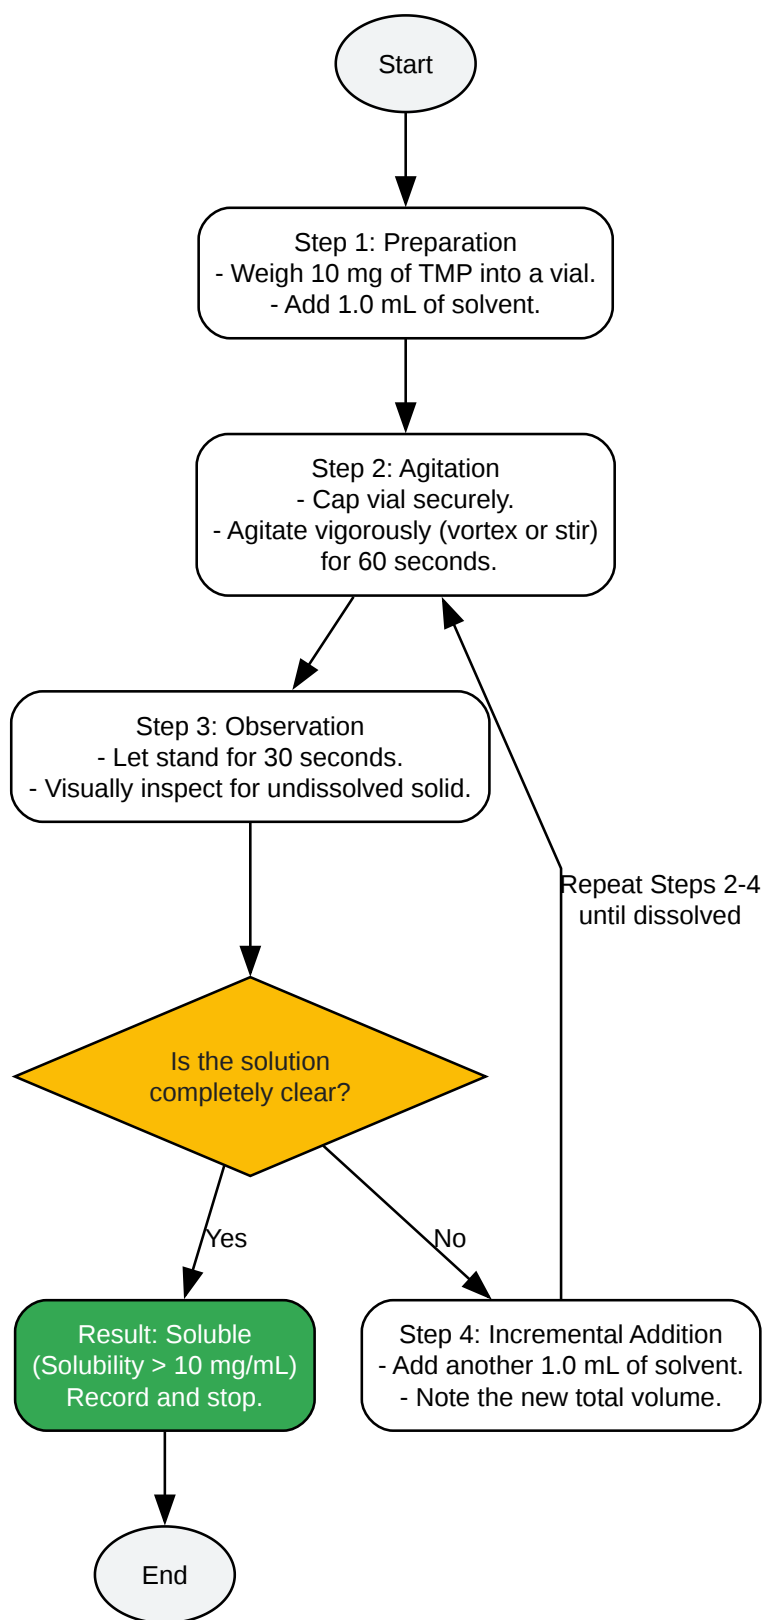 Start
Step 1: Preparation
- Weigh 10 mg of TMP into a vial.
- Add 1.0 mL of solvent.
Step 2: Agitation
- Cap vial securely.
- Agitate vigorously (vortex or stir)
for 60 seconds.
Step 3: Observation
- Let stand for 30 seconds.
- Visually inspect for undissolved solid.
Repeat Steps 2-4
until dissolved
Is the solution
completely clear?
Yes
No
Result: Soluble
(Solubility > 10 mg/mL)
Record and stop.
Step 4: Incremental Addition
- Add another 1.0 mL of solvent.
- Note the new total volume.
End